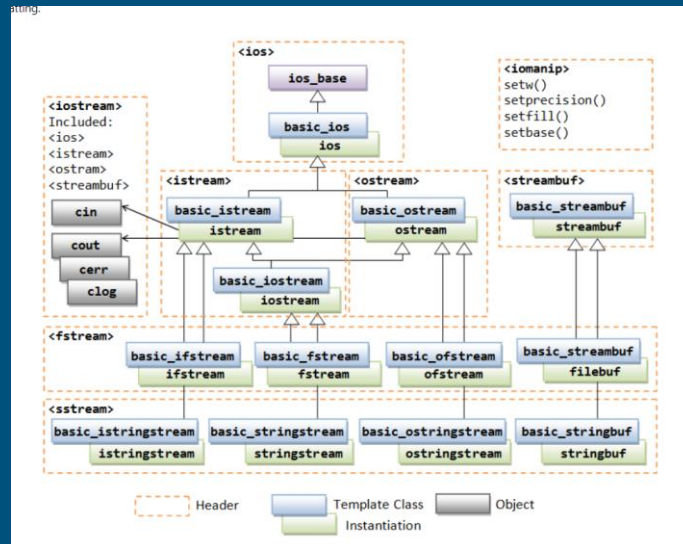 atting.
<ios>
ios_base
basic_ios
ios
<iomanip>
setw()
setprecision()
setfill()
setbase()
<iostream>
Included:
<ios>
<istream>
<ostram>
<streambuf>
cin
cout
cerr
clog
<istream>
basic_istream
istream
<ostream>
basic_ostream
ostream
basic_iostream
iostream
<streambuf>
basic_streambuf
streambuf
<fstream>
basic_ifstream
ifstream
basic_fstream
fstream
basic_ofstream
ofstream
basic_streambuf
filebuf
<sstream>
basic_istringstream
istringstream
basic_stringstream
stringstream
basic_ostringstream
ostringstream
basic_stringbuf
stringbuf
Header
Template Class
Instantiation
Object